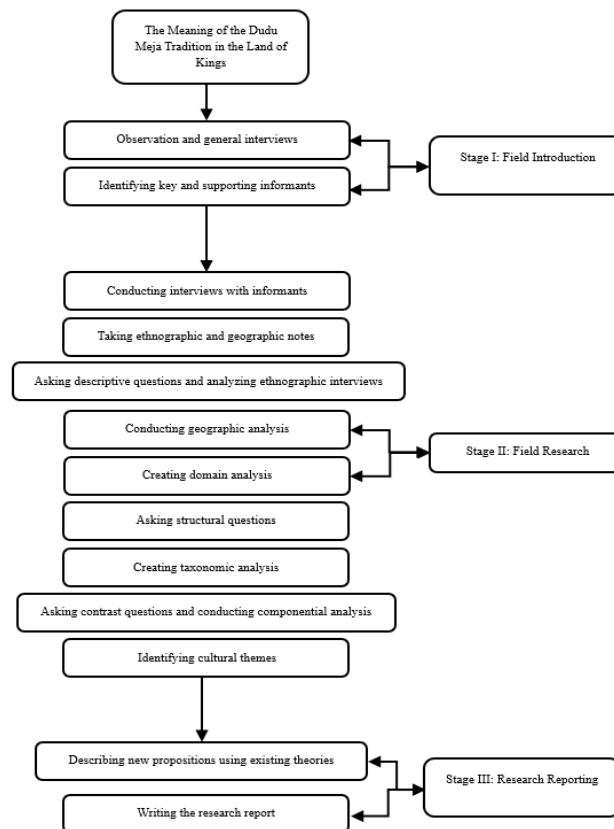 The Meaning of the Dudu
Meja Tradition in the Land of
Kings
Observation and general interviews
Stage I: Field Introduction
Identifying key and supporting informants
Conducting interviews with informants
Taking ethnographic and geographic notes
Asking descriptive questions and analyzing ethnographic interviews
Conducting geographic analysis
Stage II: Field Research
Creating domain analysis
Asking structural questions
Creating taxonomic analysis
Asking contrast questions and conducting componential analysis
Identifying cultural themes
Describing new propositions using existing theories
Stage III: Research Reporting
Writing the research report